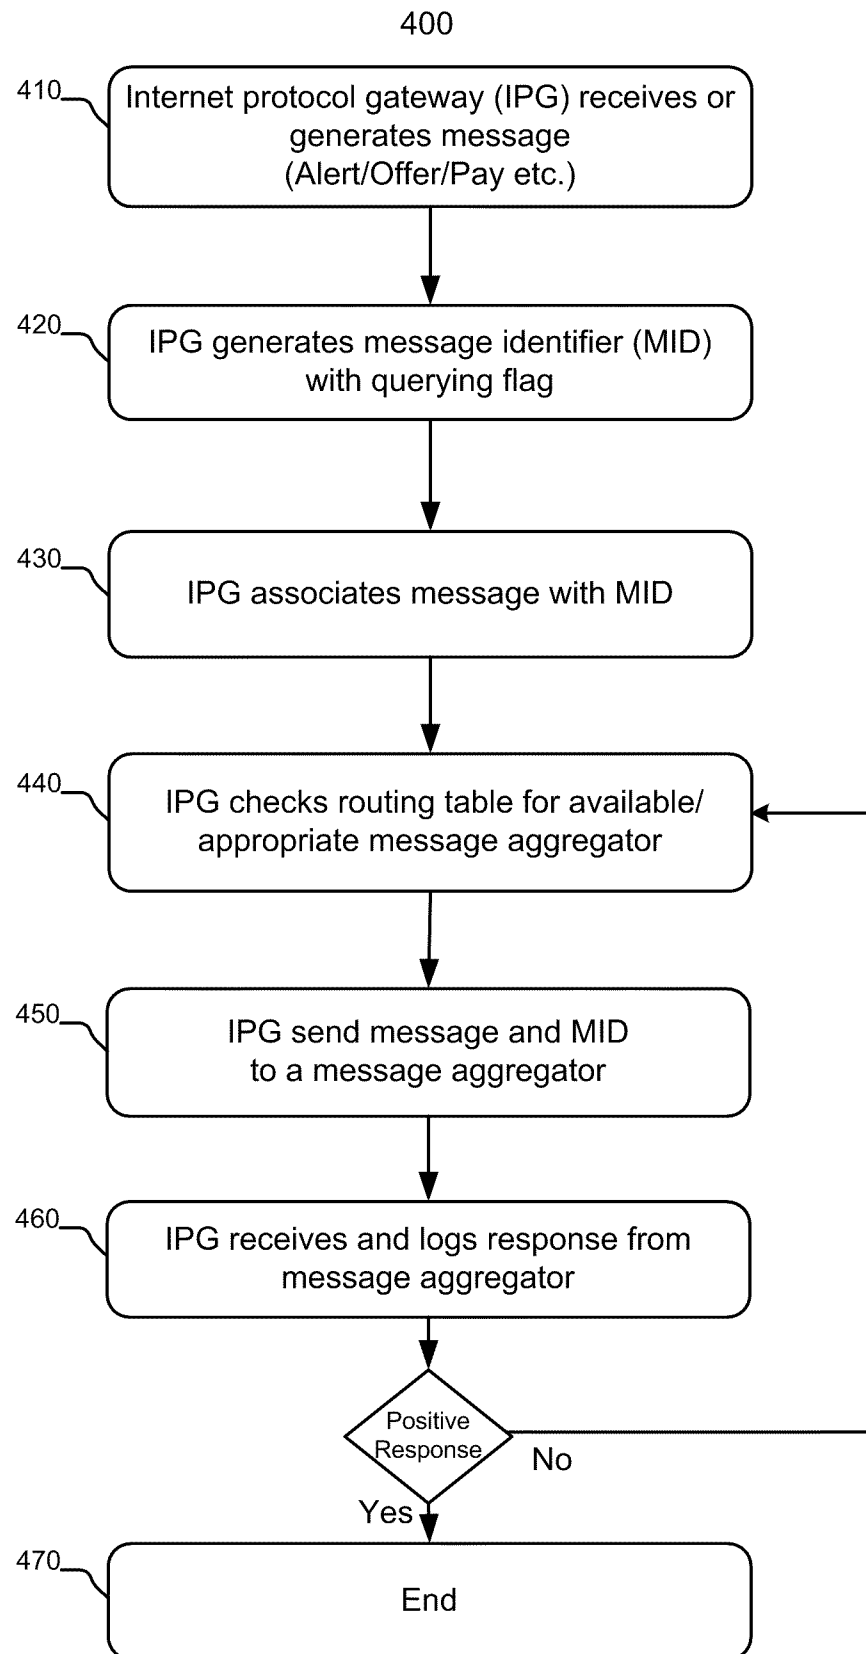 400
410
Internet protocol gateway (IPG) receives or
generates message
(Alert/Offer/Pay etc.)
420
IPG generates message identifier (MID)
with querying flag
430
IPG associates message with MID
440
IPG checks routing table for available/
appropriate message aggregator
450
IPG send message and MID
to a message aggregator
460
IPG receives and logs response from
message aggregator
Positive
Response
No
Yes
470
End